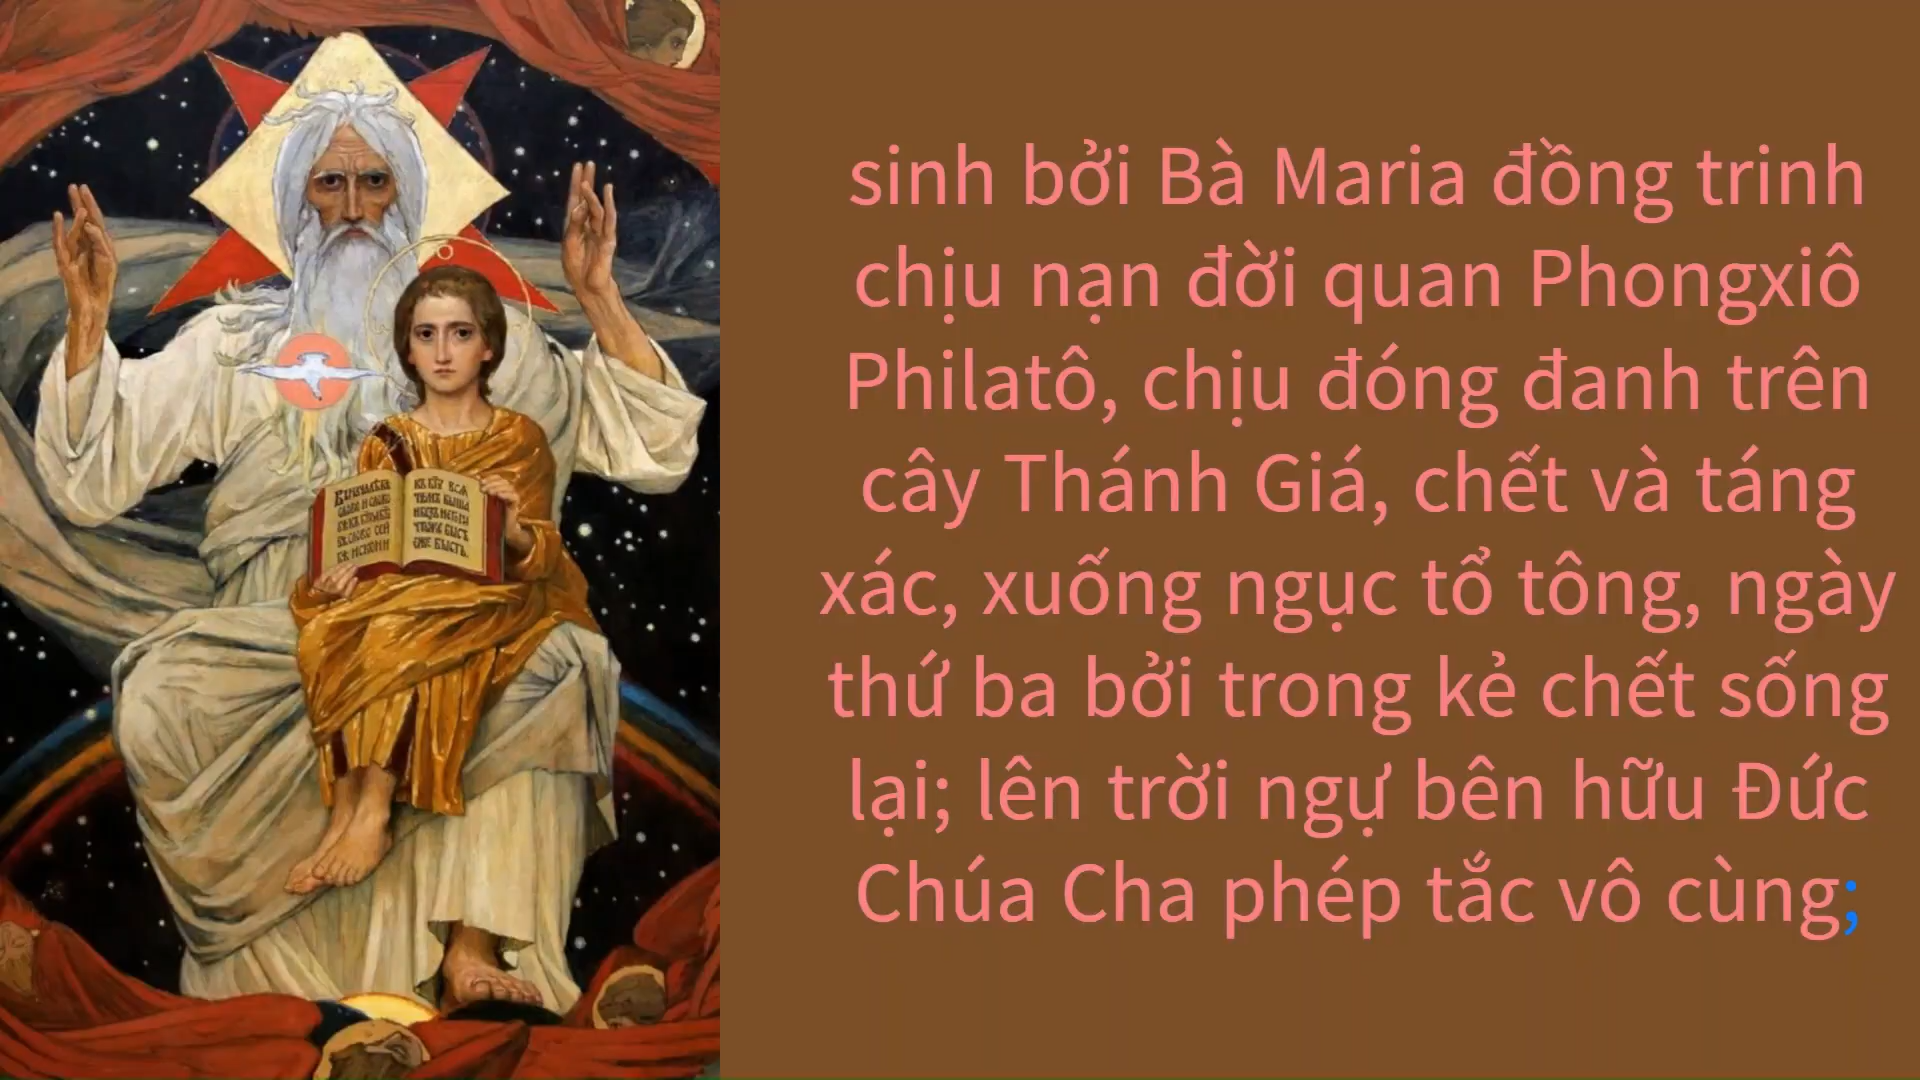 sinh bởi Bà Maria đồng trinh
chịu nạn đời quan Phongxiô
Philatô, chịu đóng đanh trên
cây Thánh Giá, chết và táng
xác, xuống ngục tổ tông, ngày
thứ ba bởi trong kẻ chết sống
lại; lên trời ngự bên hữu Đức
Chúa Cha phép tắc vô cùng;